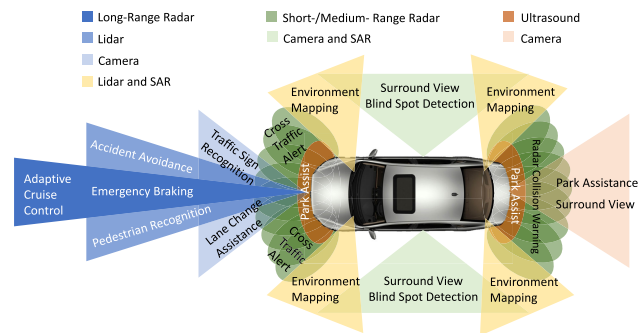 Long-Range Radar
Lidar
Camera
Lidar and SAR
Short-/Medium- Range Radar
Camera and SAR
Ultrasound
Camera
Adaptive
Cruise
Control
Accident Avoidance
Emergency Braking
Pedestrian Recognition
Traffic Sign
Recognition
Lane Change
Assistance
Cross
Traffic
Alert
Cross
Traffic
Alert
Park Assist
Environment
Mapping
Environment
Mapping
Surround View
Blind Spot Detection
Surround View
Blind Spot Detection
Environment
Mapping
Environment
Mapping
Park Assist
Radar Collision Warning
Park Assistance
Surround View